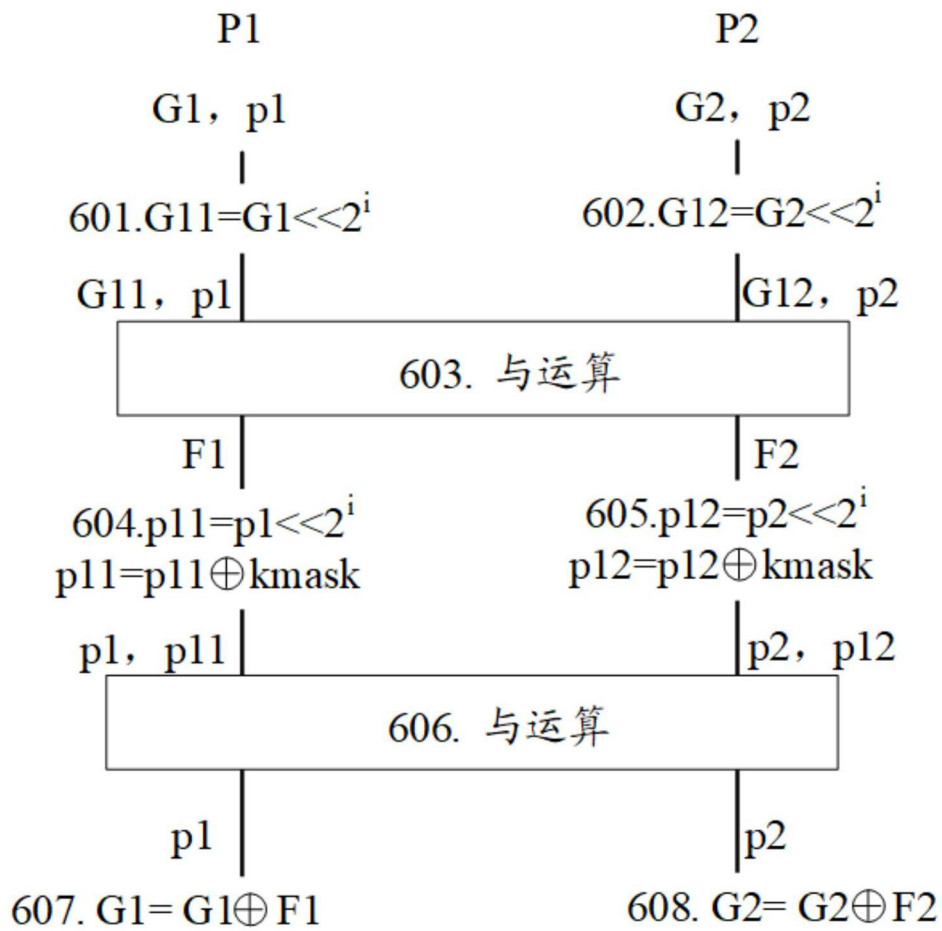 P1 P2
G1，p1 G2，p2
601.G11=G1<<2^i 602.G12=G2<<2^i
G11，p1 G12，p2
603. 与运算
F1 F2
604.p11=p1<<2^i 605.p12=p2<<2^i
p11=p11⊕kmask p12=p12⊕kmask
p1，p11 p2，p12
606. 与运算
p1 p2
607. G1= G1⊕F1 608. G2= G2⊕F2